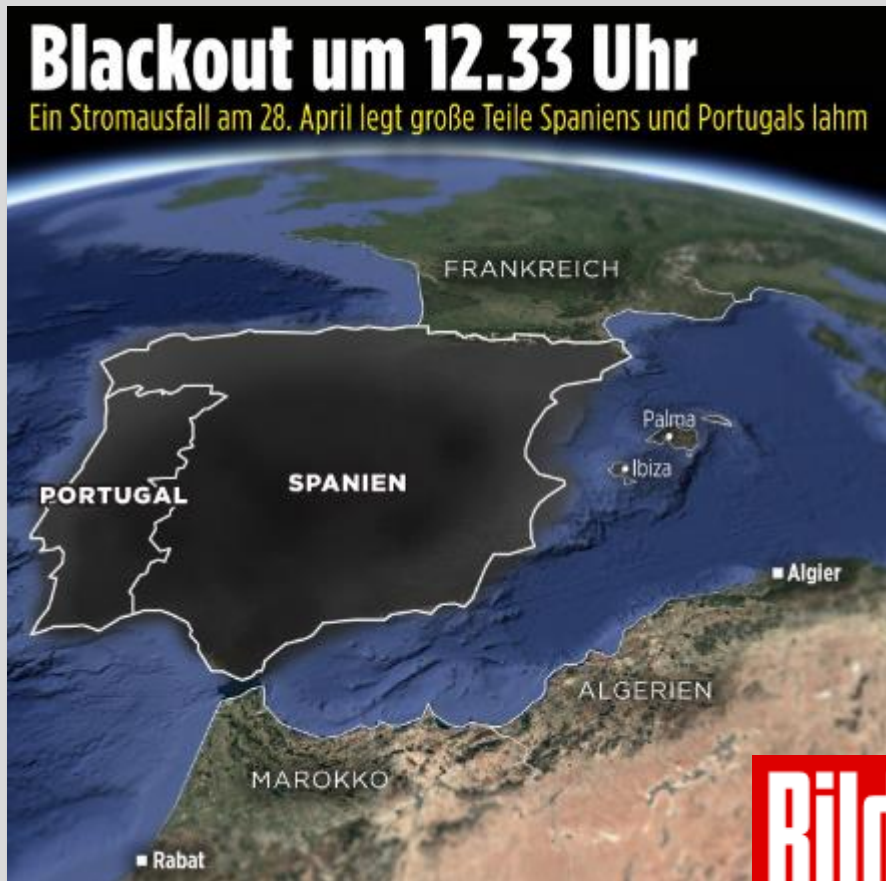 Blackout um 12.33 Uhr
Ein Stromausfall am 28. April legt große Teile Spaniens und Portugals lahm
FRANKREICH
Palma
Ibiza
PORTUGAL
SPANIEN
Algier
ALGERIEN
MAROKKO
Rabat